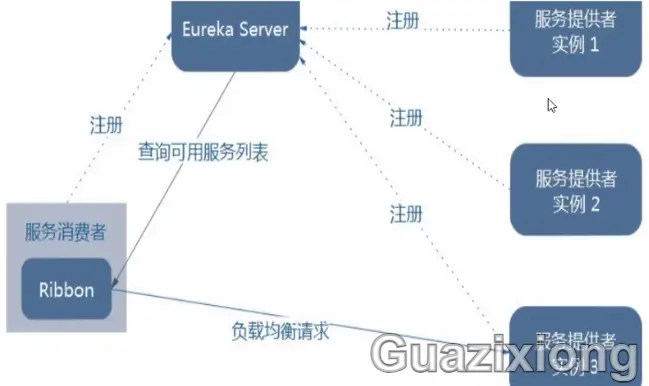 Eureka Server
注册
服务提供者
实例 1
注册
注册
查询可用服务列表
服务提供者
实例 2
注册
服务消费者
Ribbon
负载均衡请求
服务提供者
实例 3
Guazixiong